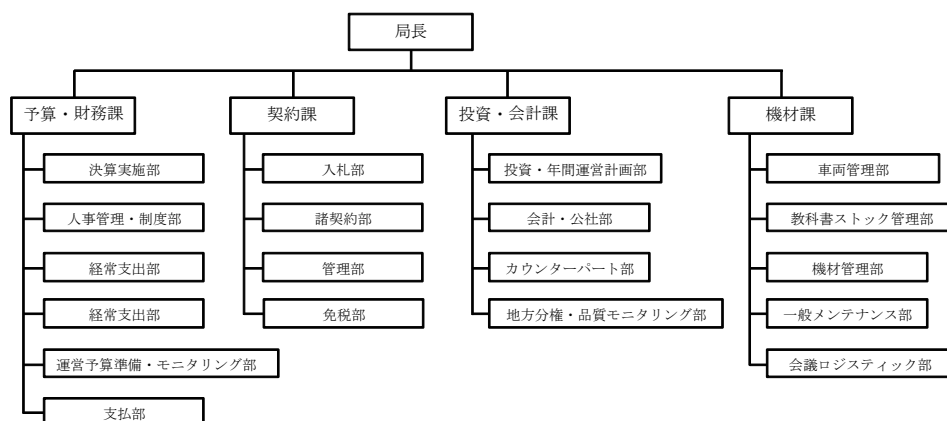 局長
予算・財務課
契約課
投資・会計課
機材課
決算実施部
人事管理・制度部
経常支出部
経常支出部
運営予算準備・モニタリング部
支払部
入札部
諸契約部
管理部
免税部
投資・年間運営計画部
会計・公社部
カウンターパート部
地方分権・品質モニタリング部
車両管理部
教科書ストック管理部
機材管理部
一般メンテナンス部
会議ロジスティック部